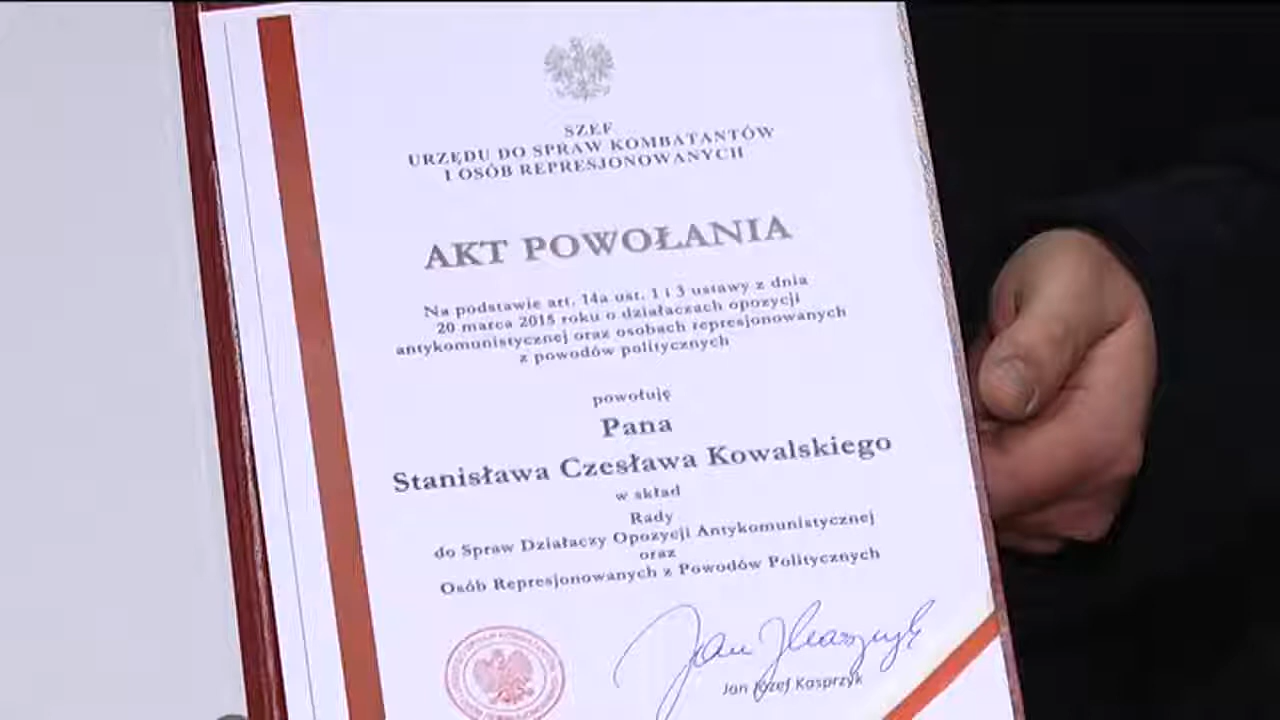 SZEF
URZĘDU DO SPRAW KOMBATANTÓW
I OSÓB REPRESJONOWANYCH
AKT POWOŁANIA
Na podstawie art. 14a ust. 1 i 3 ustawy z dnia
20 marca 2015 roku o działaczach opozycji
antykomunistycznej oraz osobach represjonowanych
z powodów politycznych
powołuję
Pana
Stanisława Czesława Kowalskiego
w skład
Rady
do Spraw Działaczy Opozycji Antykomunistycznej
oraz
Osób Represjonowanych z Powodów Politycznych
Jan Józef Kasprzyk